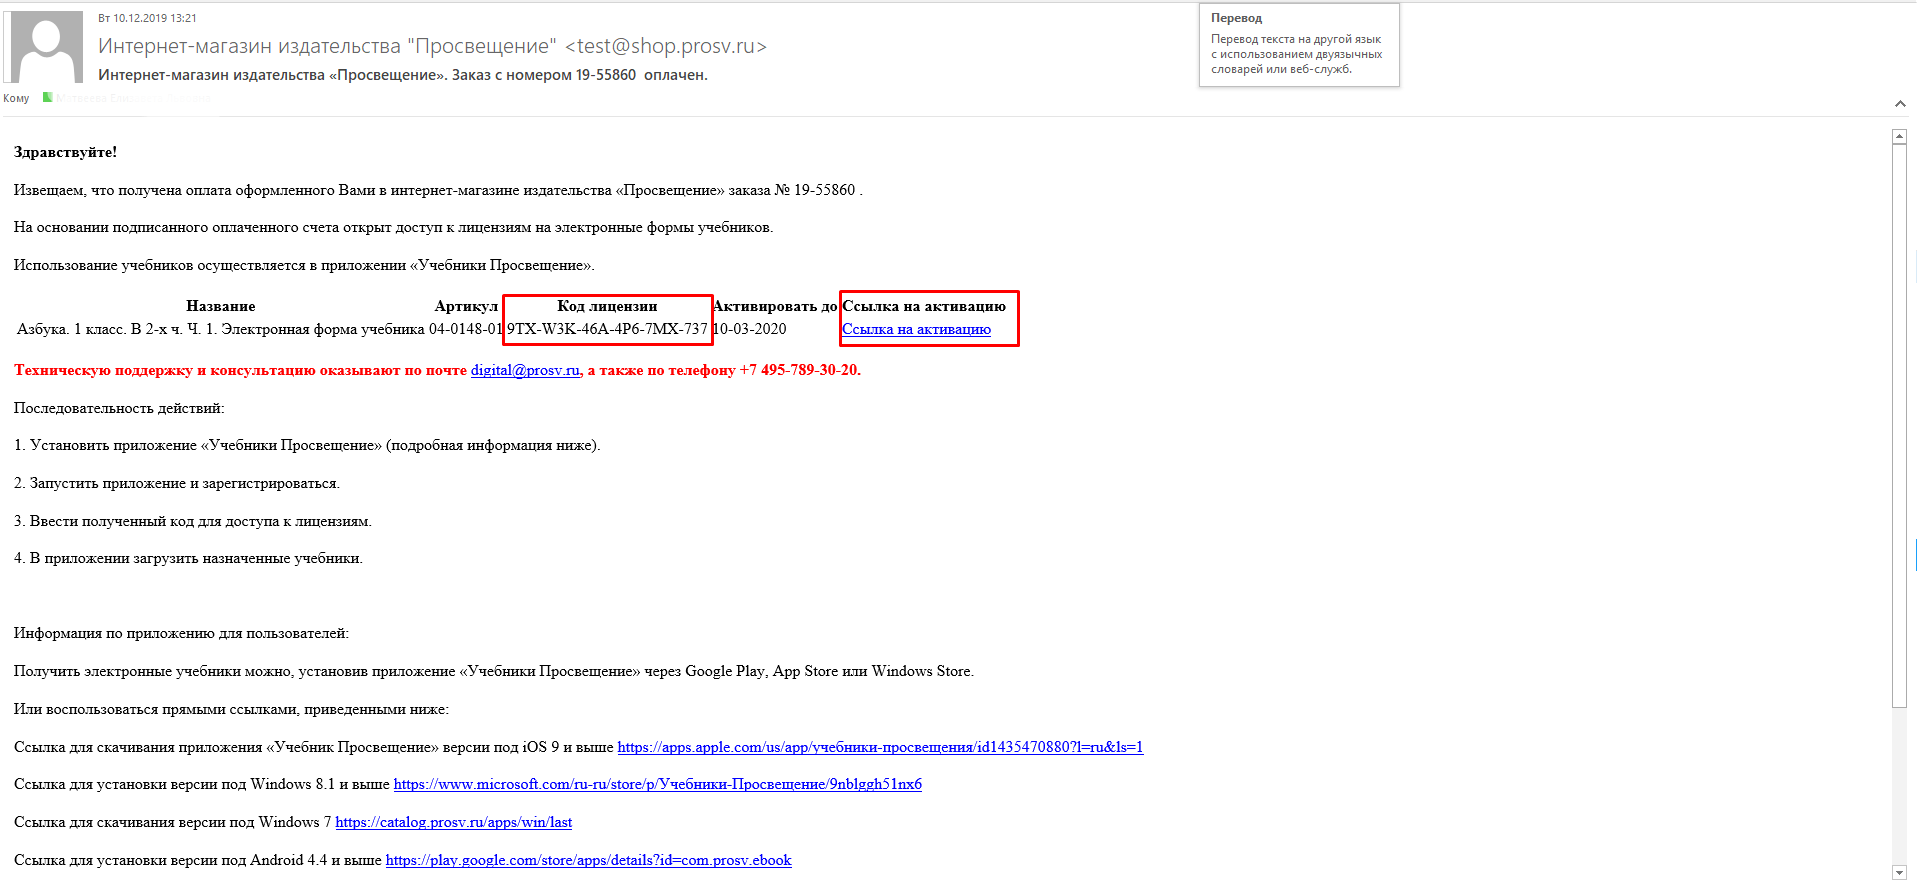 Вт 10.12.2019 13:21
Интернет-магазин издательства "Просвещение" <test@shop.prosv.ru>
Интернет-магазин издательства «Просвещение». Заказ с номером 19-55860 оплачен.
Кому
Перевод
Перевод текста на другой язык
с использованием двуязычных
словарей или веб-служб.
Здравствуйте!
Извещаем, что получена оплата оформленного Вами в интернет-магазине издательства «Просвещение» заказа № 19-55860 .
На основании подписанного оплаченного счета открыт доступ к лицензиям на электронные формы учебников.
Использование учебников осуществляется в приложении «Учебники Просвещение».
Название Артикул Код лицензии Активировать до Ссылка на активацию
Азбука. 1 класс. В 2-х ч. Ч. 1. Электронная форма учебника 04-0148-01 9TX-W3K-46A-4P6-7MX-737 10-03-2020 Ссылка на активацию
Техническую поддержку и консультацию оказывают по почте digital@prosv.ru, а также по телефону +7 495-789-30-20.
Последовательность действий:
1. Установить приложение «Учебники Просвещение» (подробная информация ниже).
2. Запустить приложение и зарегистрироваться.
3. Ввести полученный код для доступа к лицензиям.
4. В приложении загрузить назначенные учебники.
Информация по приложению для пользователей:
Получить электронные учебники можно, установив приложение «Учебники Просвещение» через Google Play, App Store или Windows Store.
Или воспользоваться прямыми ссылками, приведенными ниже:
Ссылка для скачивания приложения «Учебник Просвещение» версии под iOS 9 и выше https://apps.apple.com/us/app/учебники-просвещения/id1435470880?l=ru&ls=1
Ссылка для установки версии под Windows 8.1 и выше https://www.microsoft.com/ru-ru/store/p/Учебники-Просвещение/9nblggh51nx6
Ссылка для скачивания версии под Windows 7 https://catalog.prosv.ru/apps/win/last
Ссылка для установки версии под Android 4.4 и выше https://play.google.com/store/apps/details?id=com.prosv.ebook